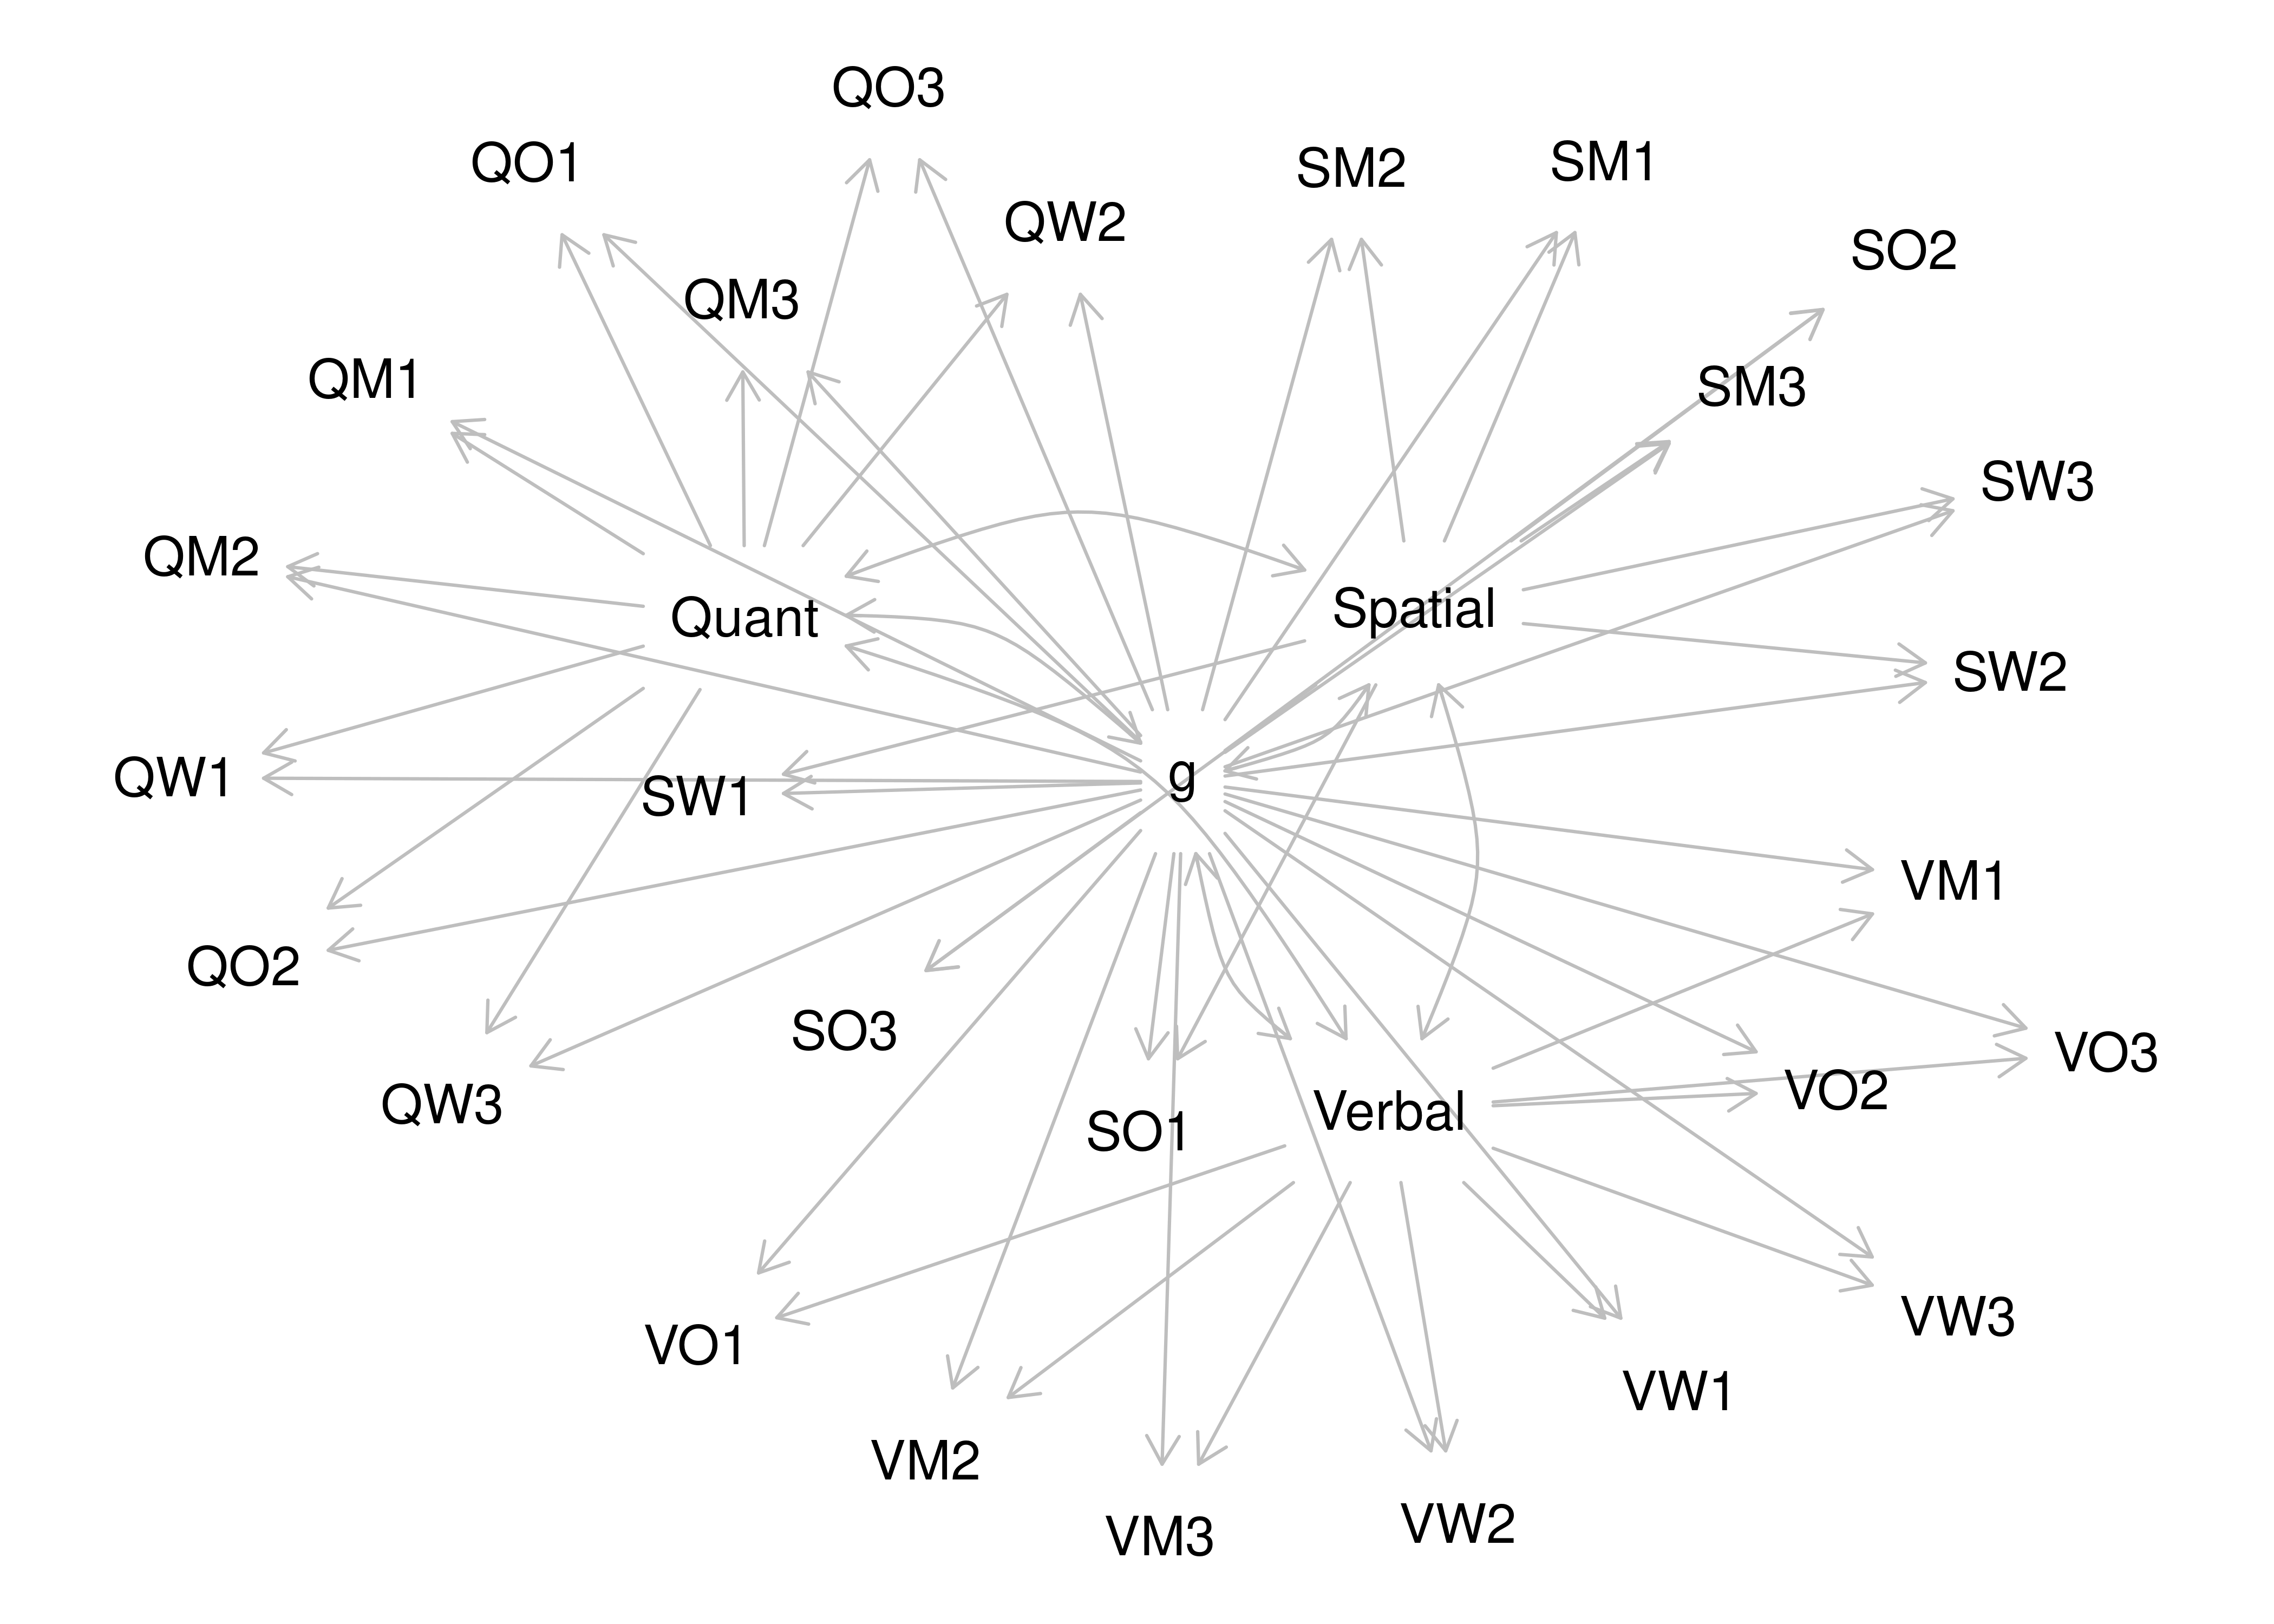 QO3
QO1
SM2
SM1
QW2
SO2
QM3
QM1
SM3
SW3
QM2
Quant
Spatial
SW2
QW1
SW1
g
VM1
QO2
SO3
VO3
QW3
SO1
Verbal
VO2
VO1
VW3
VW1
VM2
VM3
VW2